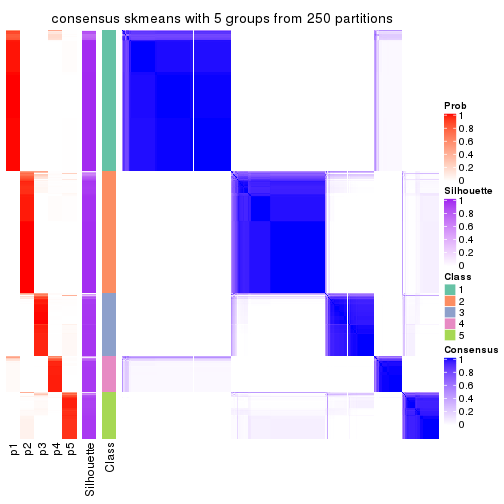 consensus skmeans with 5 groups from 250 partitions
Prob
1
0.8
0.6
0.4
0.2
0
Silhouette
1
0.8
0.6
0.4
0.2
0
Class
1
2
3
4
5
Consensus
1
0.8
0.6
0.4
0.2
0
p1
p2
p3
p4
p5
Silhouette
Class